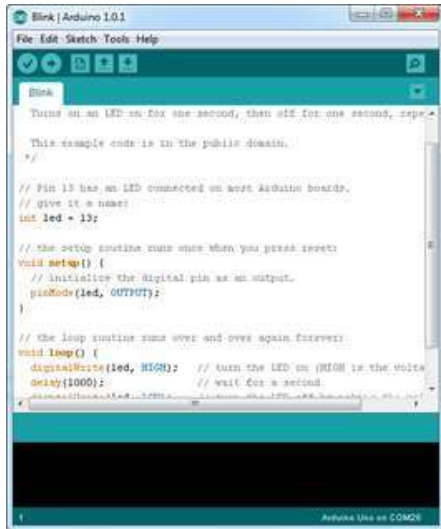 Blink | Arduino 1.0.1
File Edit Sketch Tools Help
Blink
Turns on an LED on for one second, then off for one second, repe
This example code is in the public domain.
*/
// Pin 13 has an LED connected on most Arduino boards.
// give it a name:
int led = 13;
// the setup routine runs once when you press reset:
void setup() {
// initialize the digital pin as an output.
pinMode(led, OUTPUT);
}
// the loop routine runs over and over again forever:
void loop() {
digitalWrite(led, HIGH); // turn the LED on (HIGH is the volta
delay(1000); // wait for a second
1
Arduino Uno on COM26